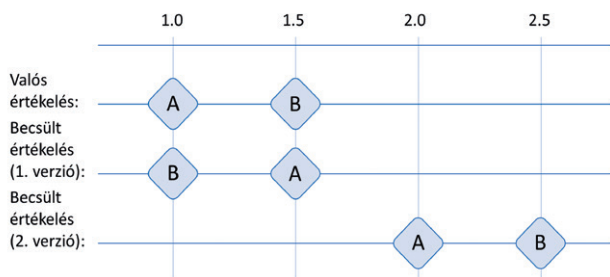 1.0 1.5 2.0 2.5
Valós
értékelés:
A B
Becsült
értékelés
(1. verzió):
B A
Becsült
értékelés
(2. verzió):
A B